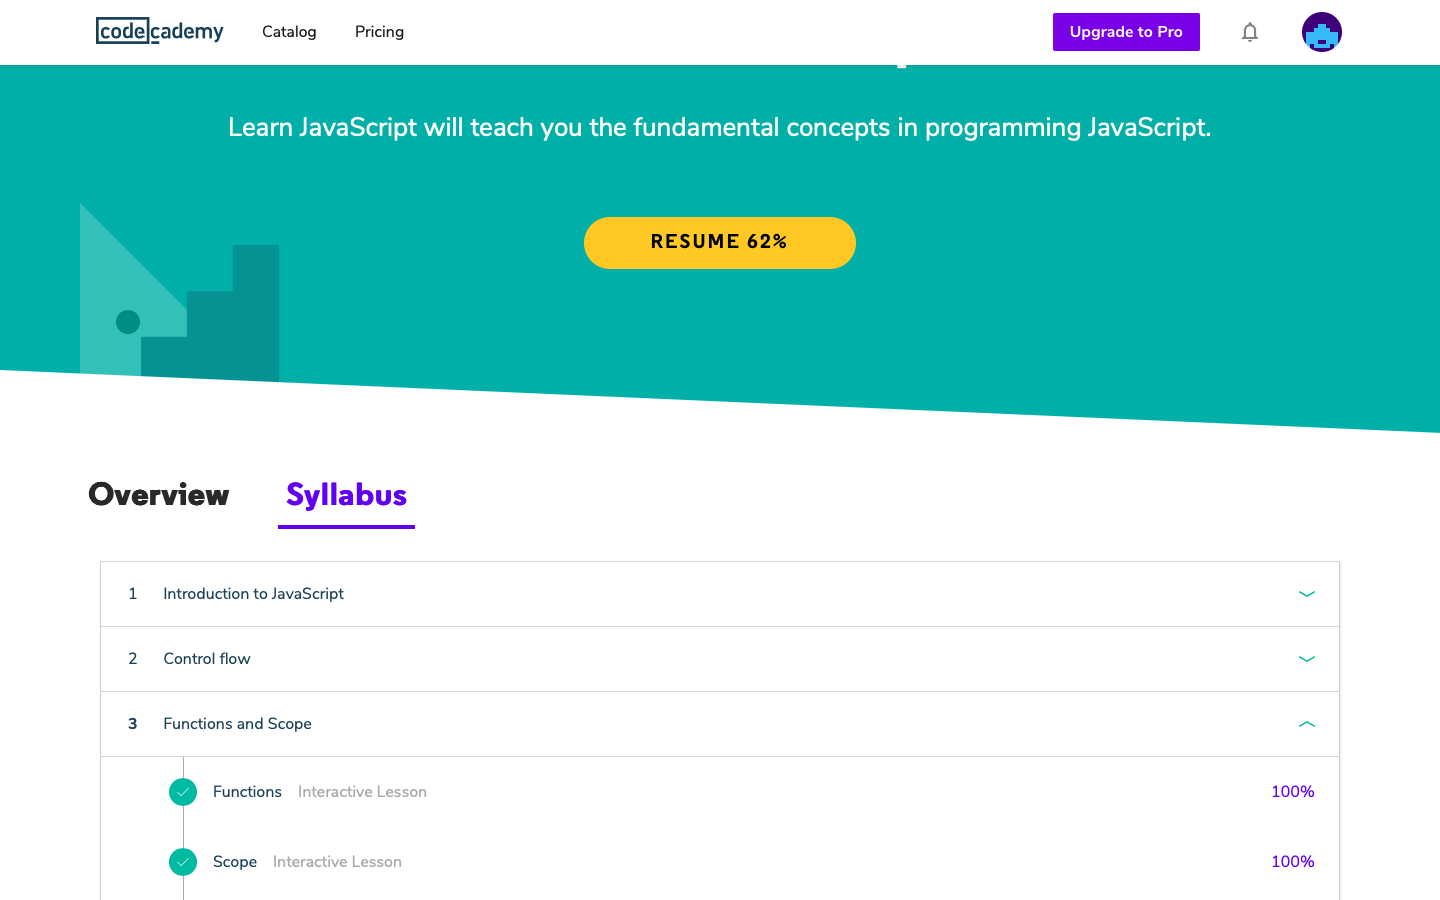 codecademy Catalog Pricing Upgrade to Pro
Learn JavaScript will teach you the fundamental concepts in programming JavaScript.
RESUME 62%
Overview Syllabus
1 Introduction to JavaScript
2 Control flow
3 Functions and Scope
Functions Interactive Lesson 100%
Scope Interactive Lesson 100%